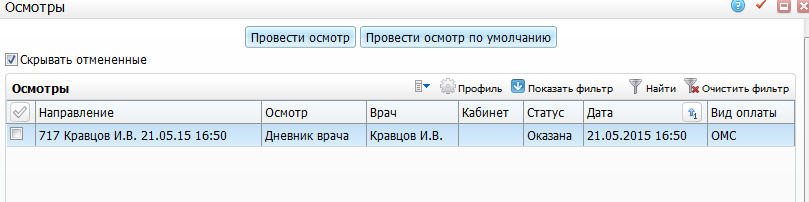 Осмотры
Провести осмотр Провести осмотр по умолчанию
Скрывать отмененные
Осмотры Профиль Показать фильтр Найти Очистить фильтр
Направление Осмотр Врач Кабинет Статус Дата 1 Вид оплаты
717 Кравцов И.В. 21.05.15 16:50 Дневник врача Кравцов И.В. Оказана 21.05.2015 16:50 ОМС